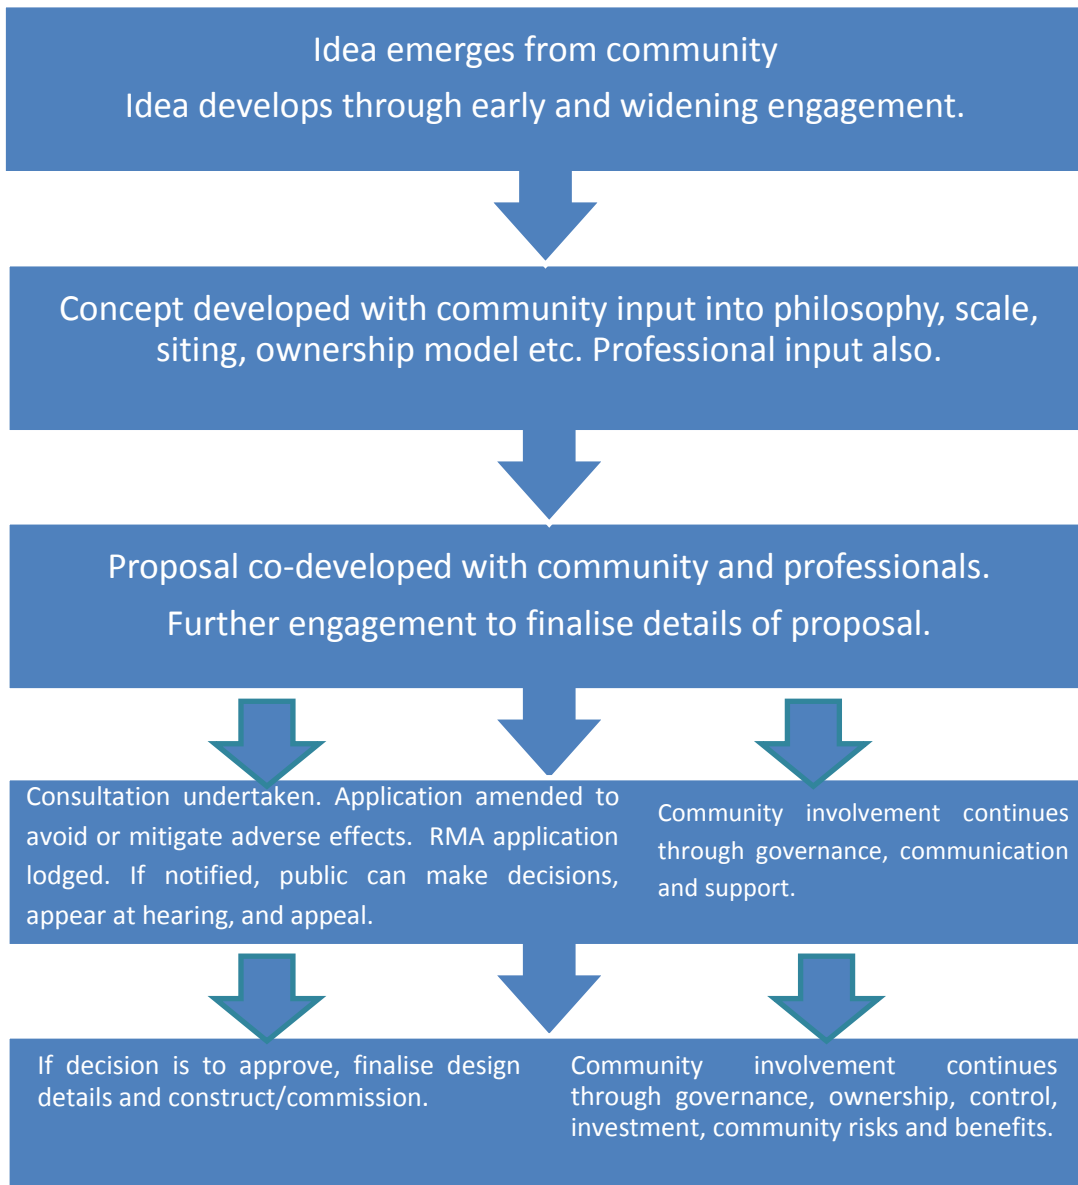 Idea emerges from community
Idea develops through early and widening engagement.
Concept developed with community input into philosophy, scale,
siting, ownership model etc. Professional input also.
Proposal co-developed with community and professionals.
Further engagement to finalise details of proposal.
Consultation undertaken. Application amended to
avoid or mitigate adverse effects. RMA application
lodged. If notified, public can make decisions,
appear at hearing, and appeal.
Community involvement continues
through governance, communication
and support.
If decision is to approve, finalise design
details and construct/commission.
Community involvement continues
through governance, ownership, control,
investment, community risks and benefits.